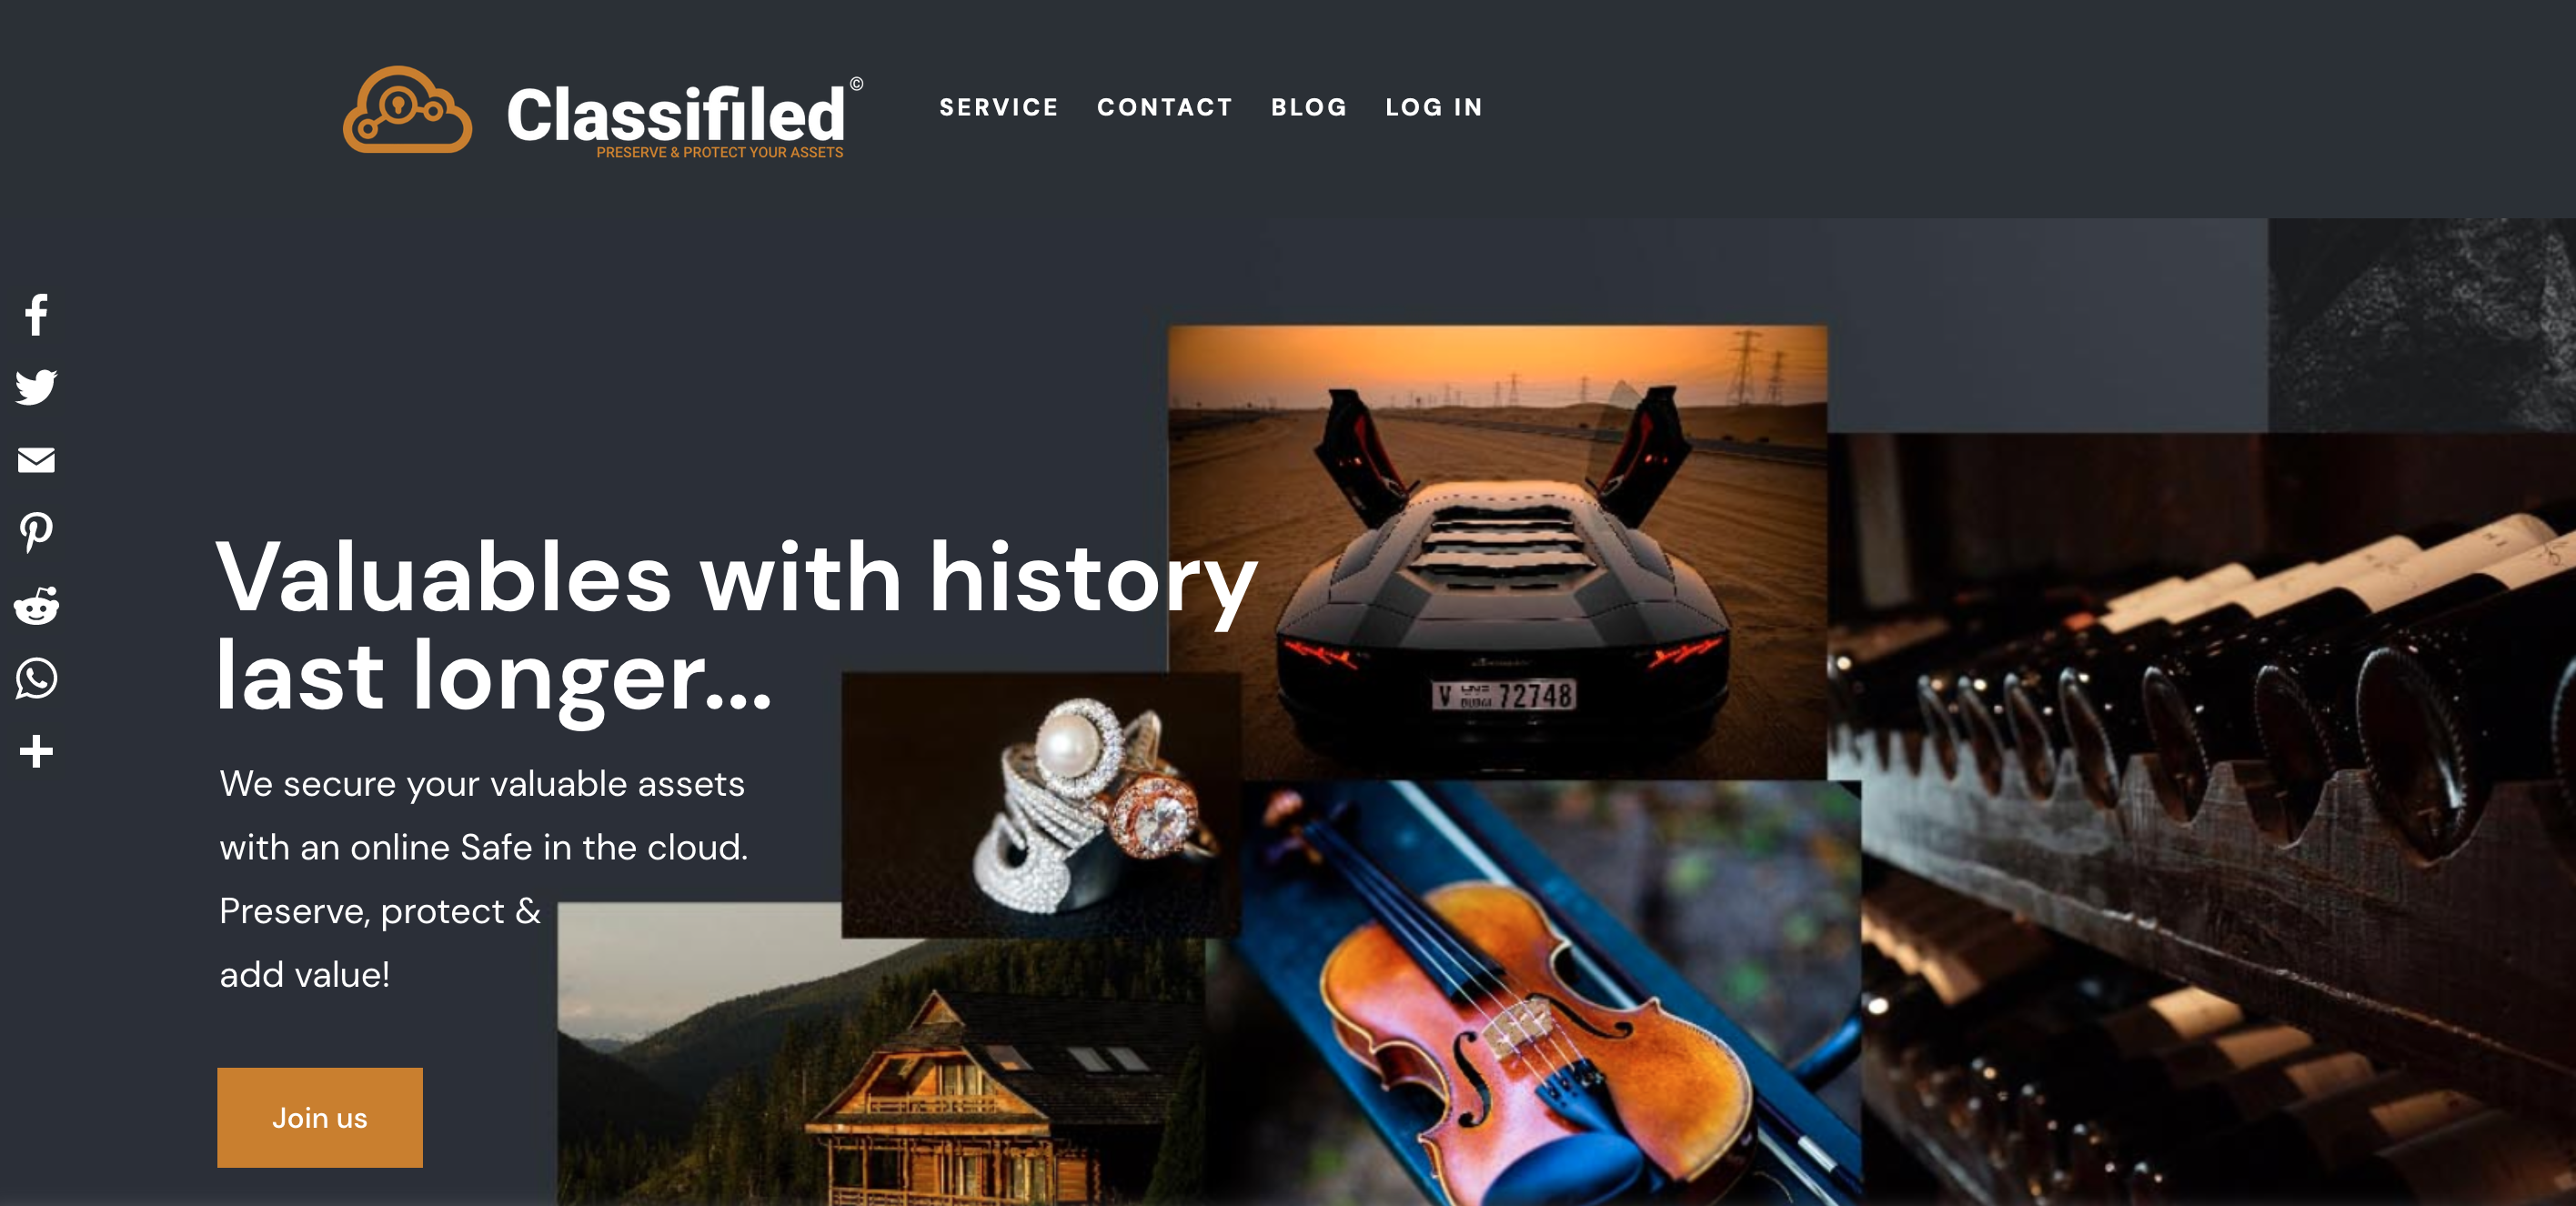 Classifiled©
PRESERVE & PROTECT YOUR ASSETS
SERVICE CONTACT BLOG LOG IN
Valuables with history
last longer...
We secure your valuable assets
with an online Safe in the cloud.
Preserve, protect &
add value!
Join us
V DUBAI 72748